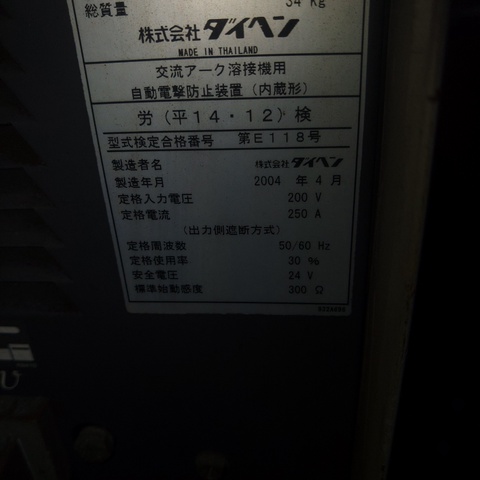 総質量 34 Kg
株式会社 ダイヘン
MADE IN THAILAND
交流アーク溶接機用
自動電撃防止装置（内蔵形）
労（平14・12）検
型式検定合格番号 第E118号
製造者名 株式会社 ダイヘン
製造年月 2004 年 4 月
定格入力電圧 200 V
定格電流 250 A
（出力側遮断方式）
定格周波数 50/60 Hz
定格使用率 30 %
安全電圧 24 V
標準始動感度 300 Ω